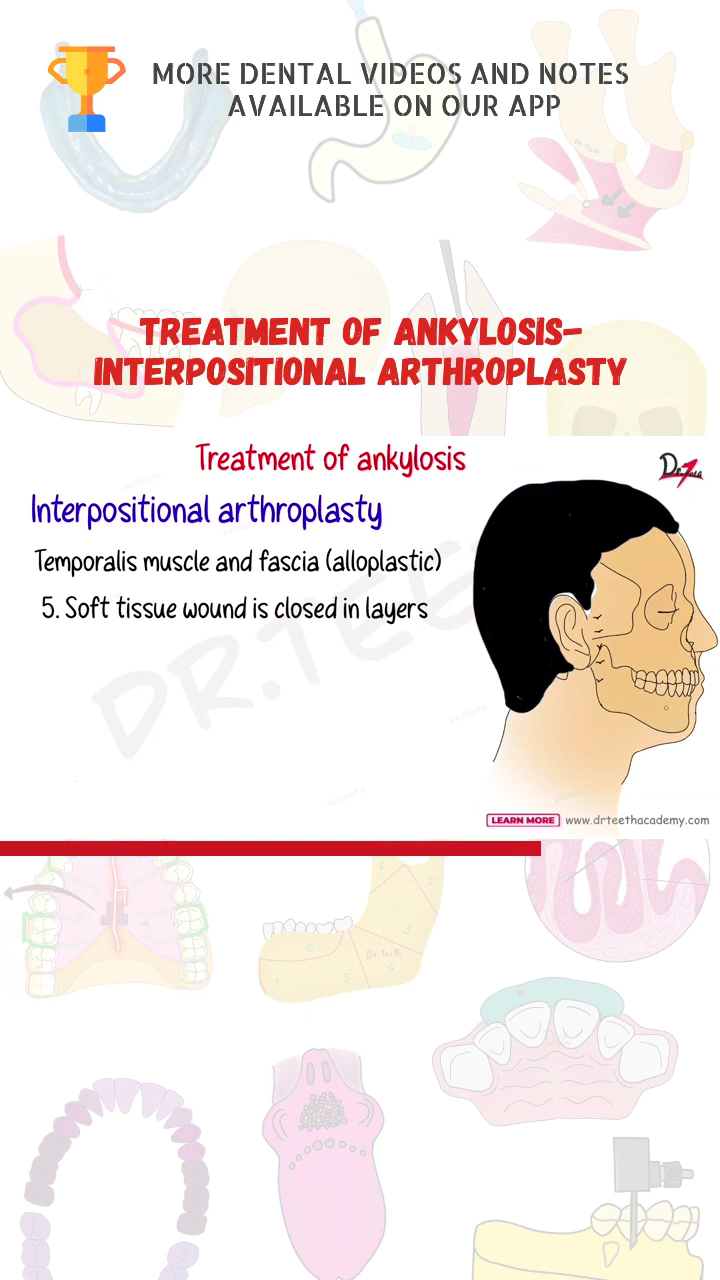 MORE DENTAL VIDEOS AND NOTES
AVAILABLE ON OUR APP
TREATMENT OF ANKYLOSIS-
INTERPOSITIONAL ARTHROPLASTY
Treatment of ankylosis
Interpositional arthroplasty
Temporalis muscle and fascia (alloplastic)
5. Soft tissue wound is closed in layers
LEARN MORE www.drteethacademy.com